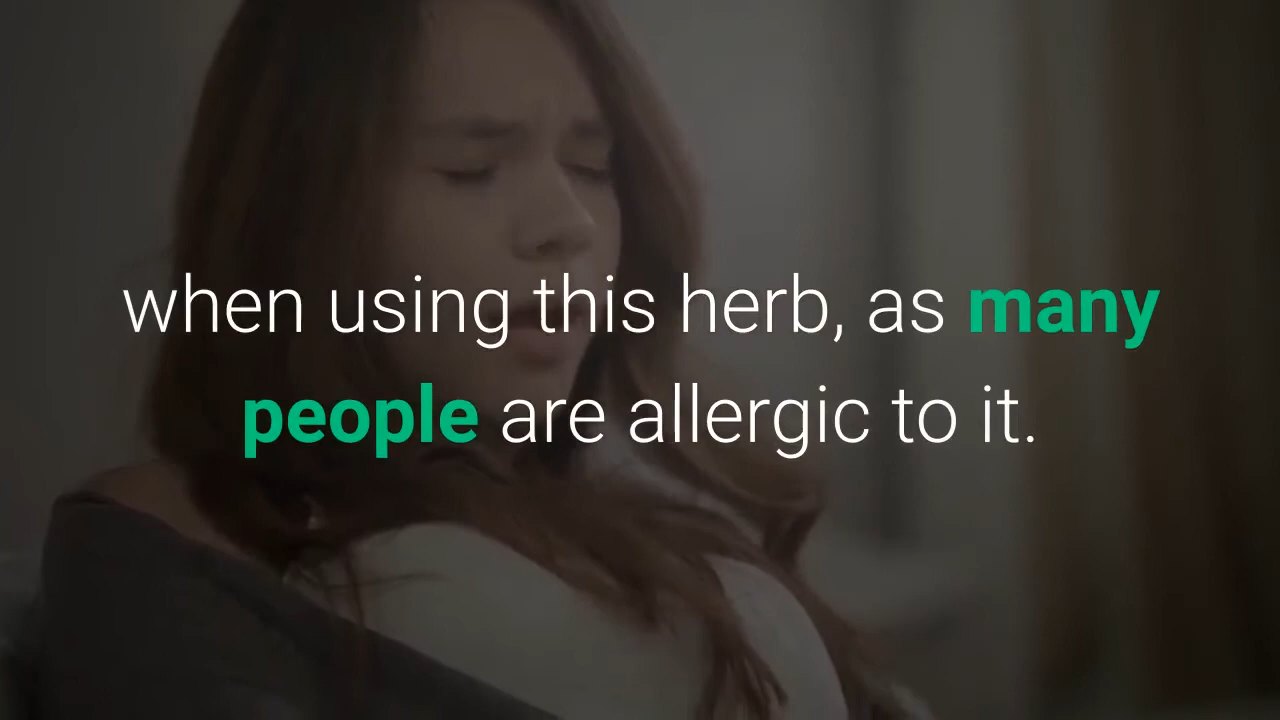 when using this herb, as many
people are allergic to it.